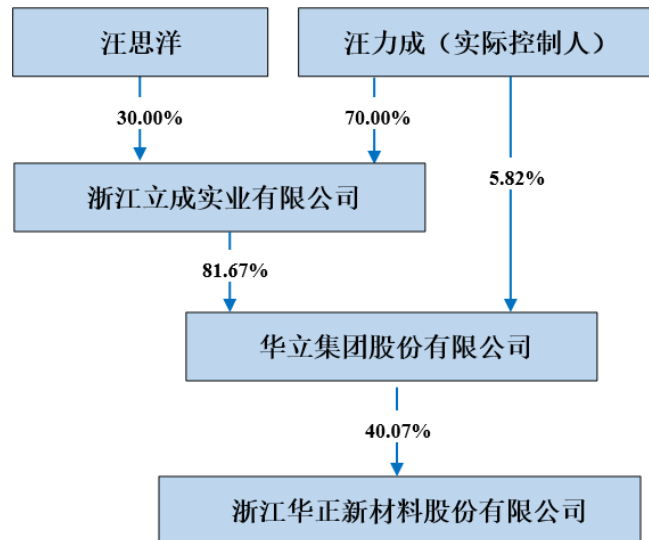 汪思洋
汪力成（实际控制人）
30.00%
70.00%
5.82%
浙江立成实业有限公司
81.67%
华立集团股份有限公司
40.07%
浙江华正新材料股份有限公司